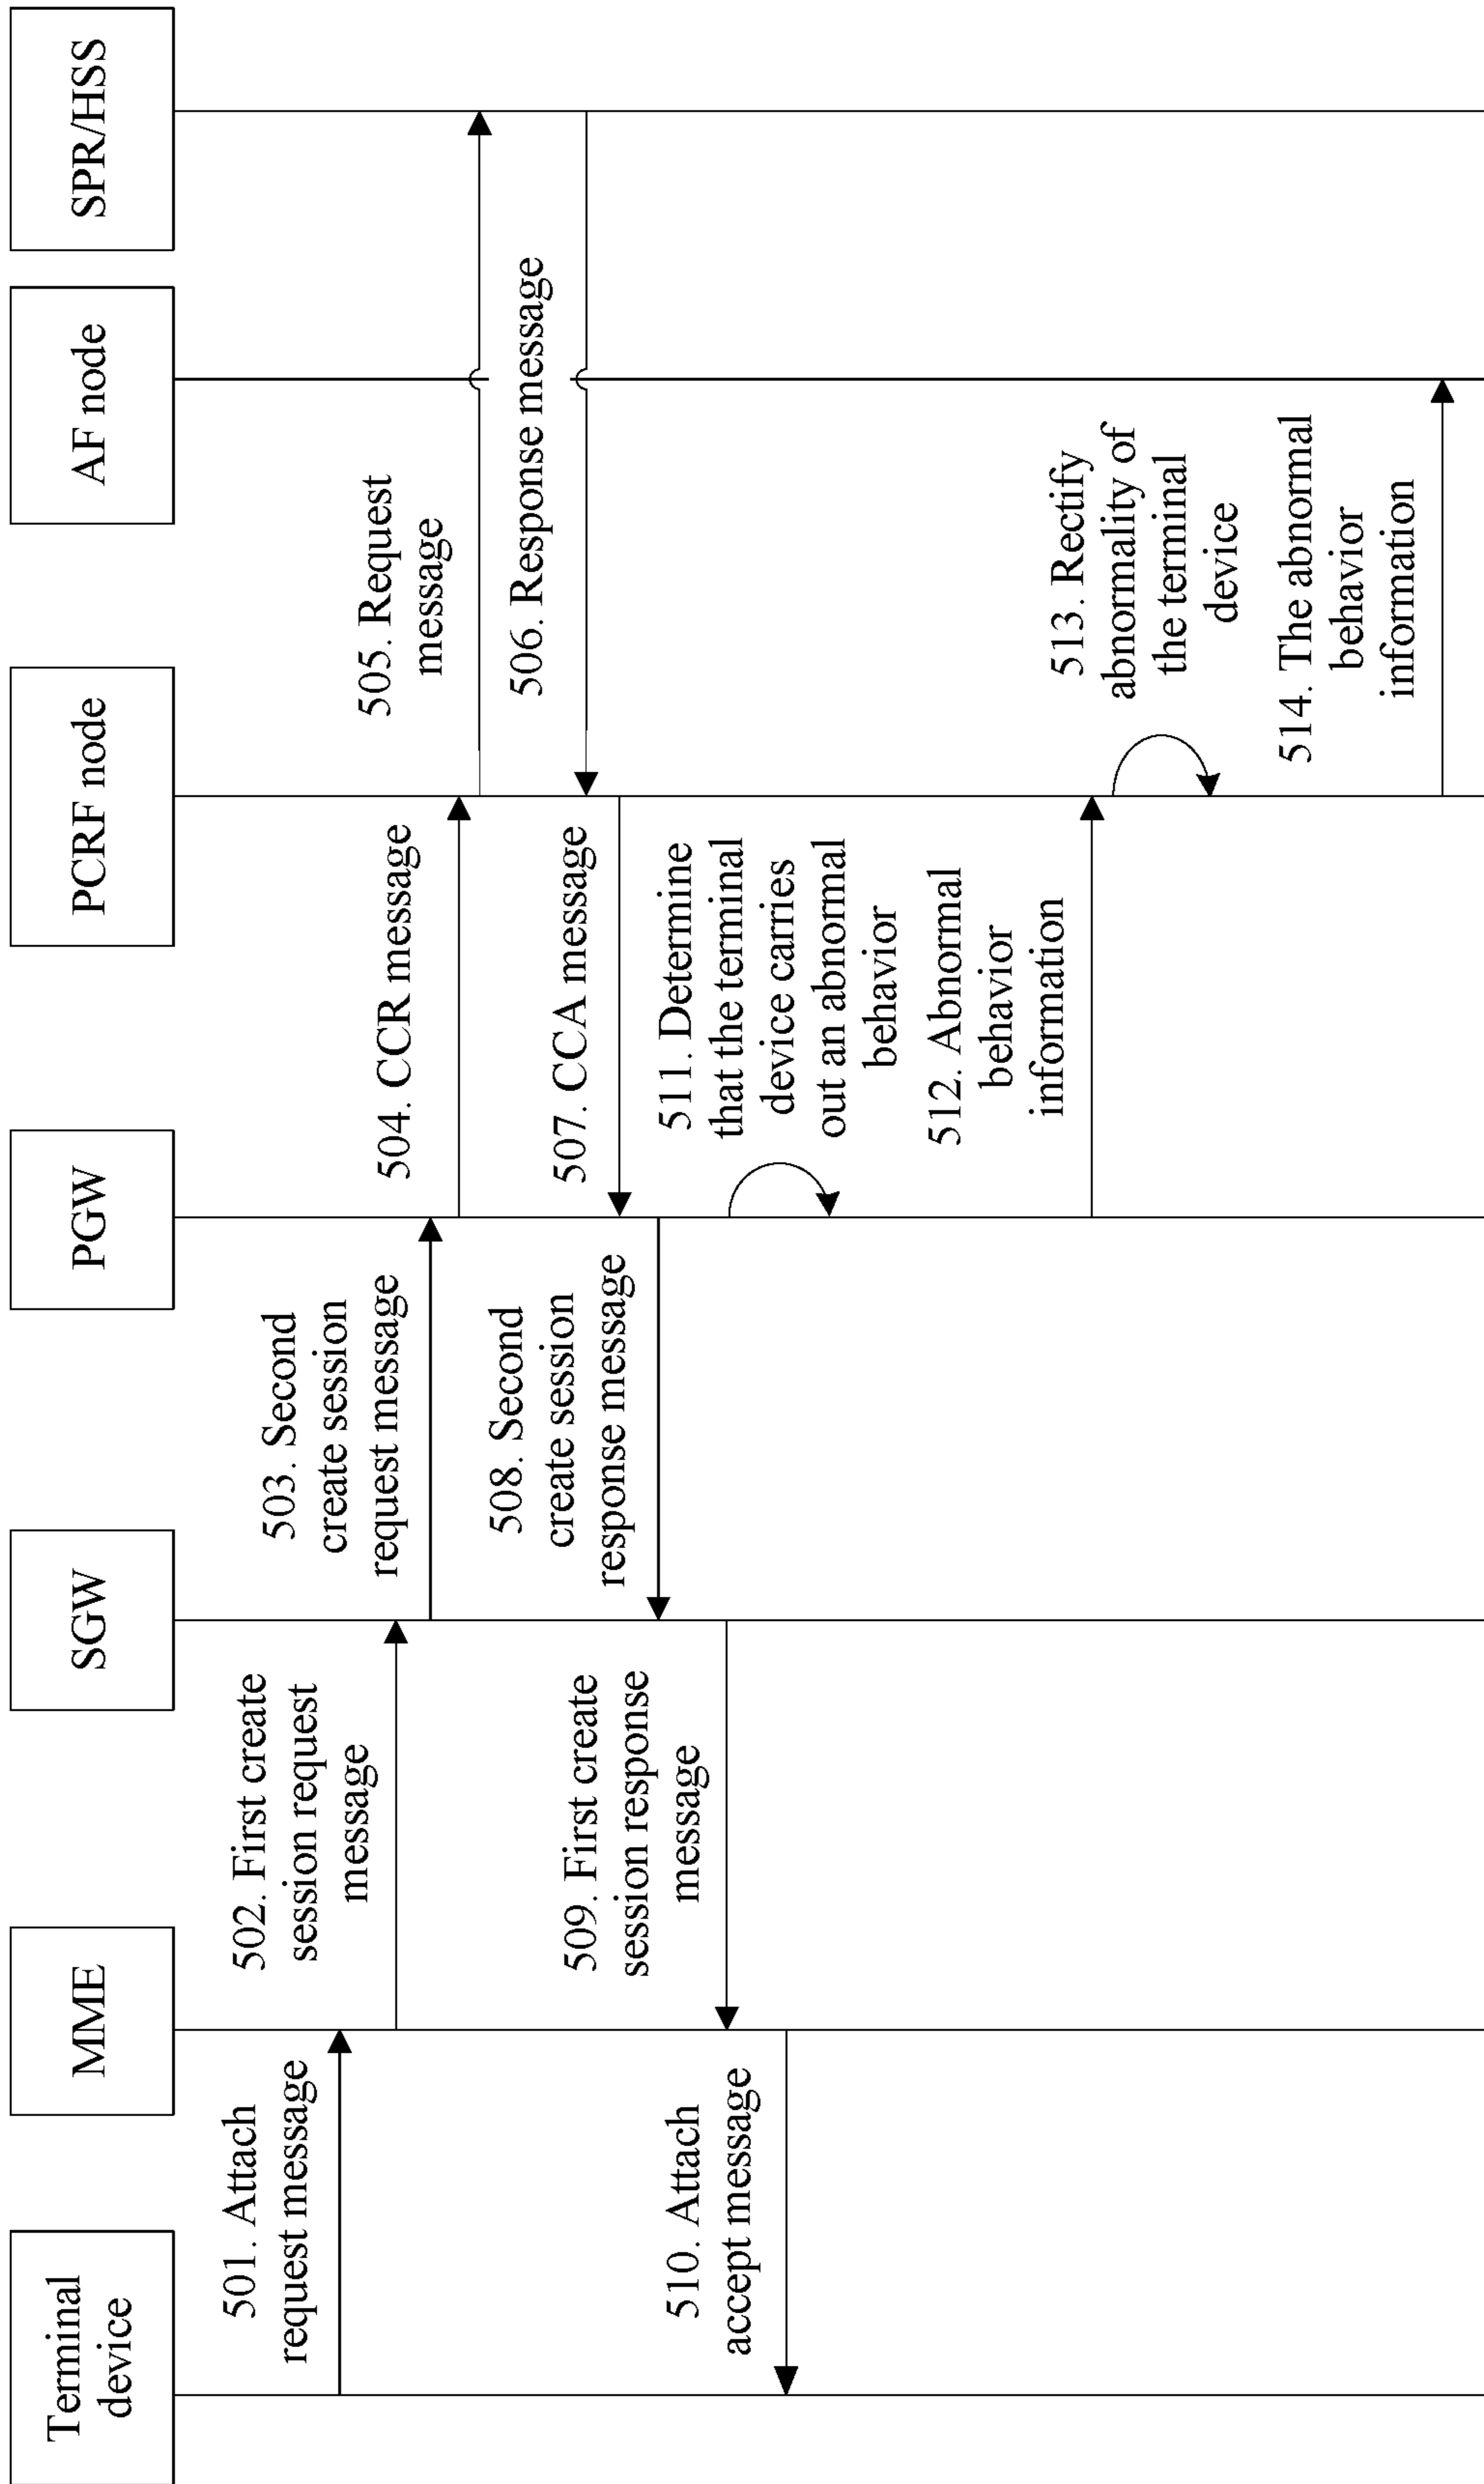 Terminal
device
MME
SGW
PGW
PCRF node
AF node
SPR/HSS
501. Attach
request message
502. First create
session request
message
503. Second
create session
request message
504. CCR message
505. Request
message
506. Response message
507. CCA message
508. Second
create session
response message
509. First create
session response
message
510. Attach
accept message
511. Determine
that the terminal
device carries
out an abnormal
behavior
512. Abnormal
behavior
information
513. Rectify
abnormality of
the terminal
device
514. The abnormal
behavior
information